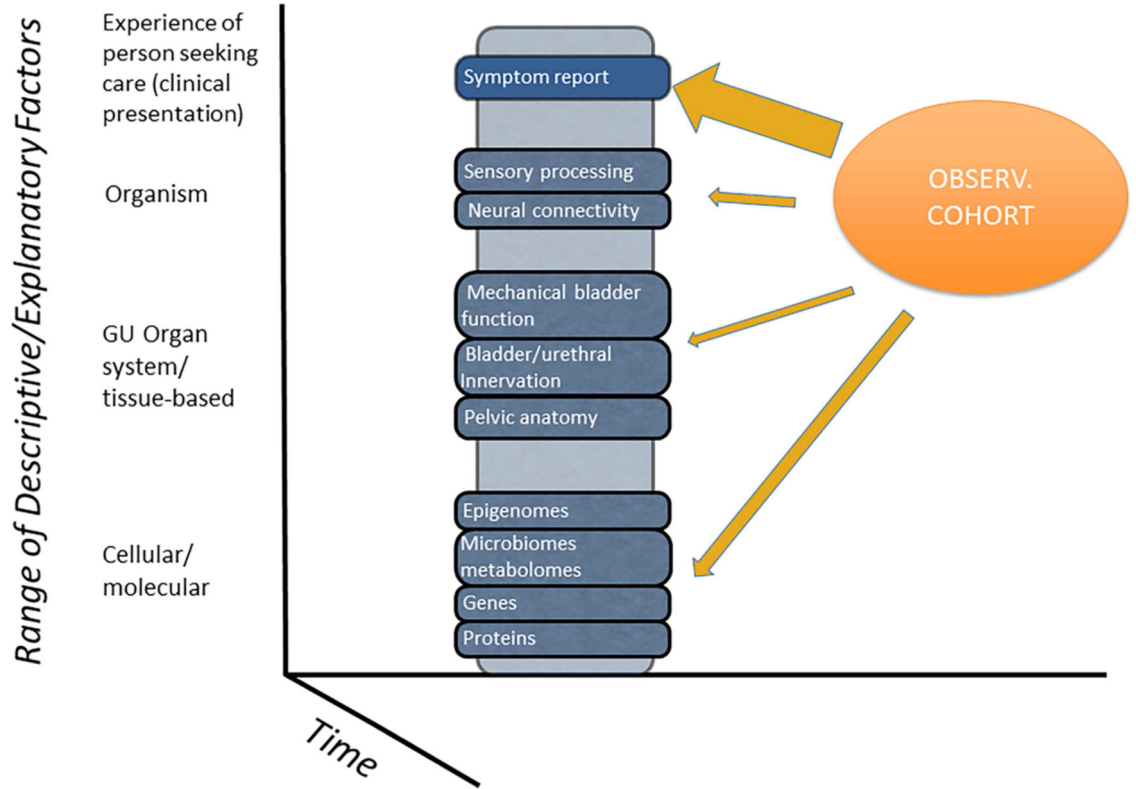 Range of Descriptive/Explanatory Factors
Experience of
person seeking
care (clinical
presentation)
Symptom report
Organism
Sensory processing
Neural connectivity
OBSERV.
COHORT
GU Organ
system/
tissue-based
Mechanical bladder
function
Bladder/urethral
Innervation
Pelvic anatomy
Cellular/
molecular
Epigenomes
Microbiomes
metabolomes
Genes
Proteins
Time